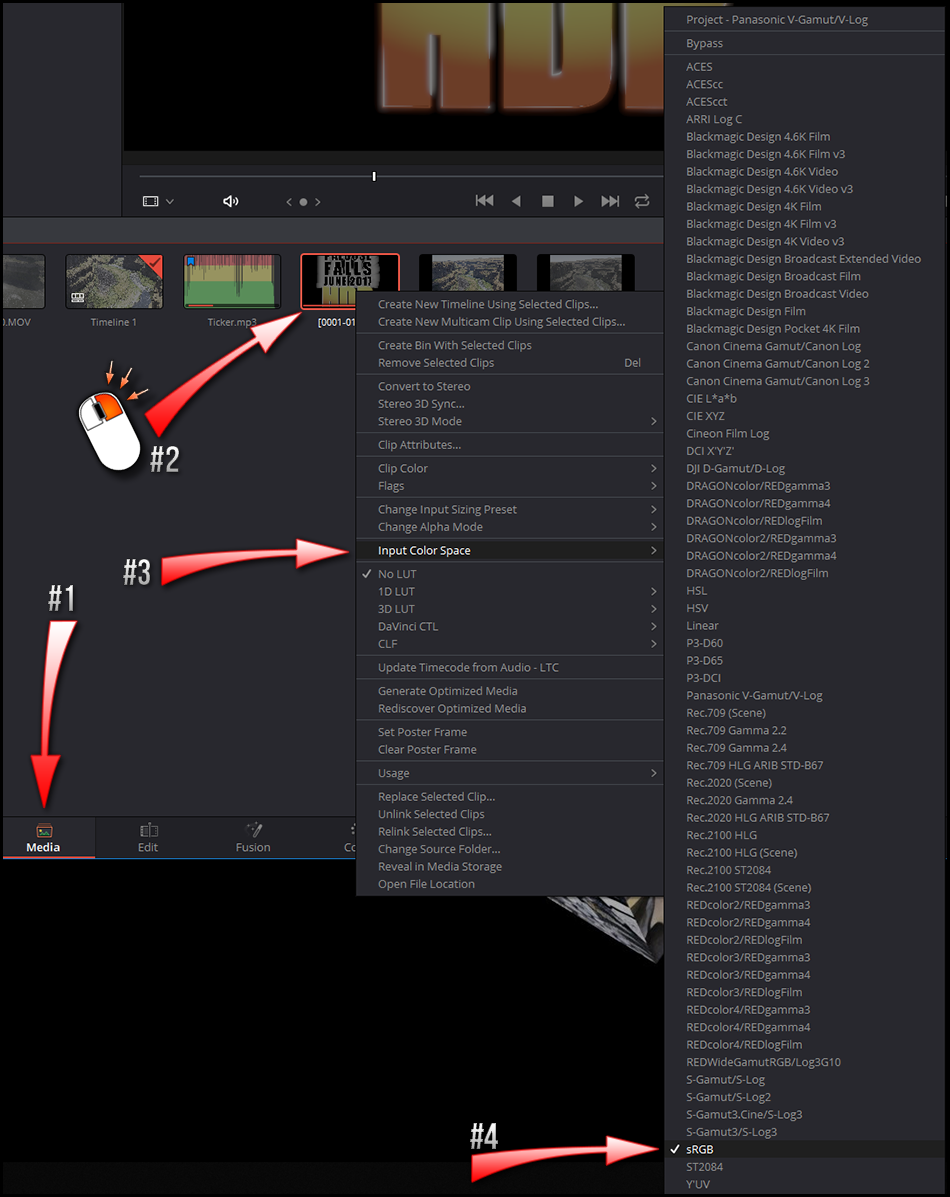 HDR
0.MOV
Timeline 1
Ticker.mp3
FALLS
JUNE 2017
[0001-01
#2
#3
#1
#4
Media
Edit
Fusion
Co
Create New Timeline Using Selected Clips...
Create New Multicam Clip Using Selected Clips...
Create Bin With Selected Clips
Remove Selected Clips Del
Convert to Stereo
Stereo 3D Sync...
Stereo 3D Mode
Clip Attributes...
Clip Color
Flags
Change Input Sizing Preset
Change Alpha Mode
Input Color Space
No LUT
1D LUT
3D LUT
DaVinci CTL
CLF
Update Timecode from Audio - LTC
Generate Optimized Media
Rediscover Optimized Media
Set Poster Frame
Clear Poster Frame
Usage
Replace Selected Clip...
Unlink Selected Clips
Relink Selected Clips...
Change Source Folder...
Reveal in Media Storage
Open File Location
Project - Panasonic V-Gamut/V-Log
Bypass
ACES
ACEScc
ACEScct
ARRI Log C
Blackmagic Design 4.6K Film
Blackmagic Design 4.6K Film v3
Blackmagic Design 4.6K Video
Blackmagic Design 4.6K Video v3
Blackmagic Design 4K Film
Blackmagic Design 4K Film v3
Blackmagic Design 4K Video v3
Blackmagic Design Broadcast Extended Video
Blackmagic Design Broadcast Film
Blackmagic Design Broadcast Video
Blackmagic Design Film
Blackmagic Design Pocket 4K Film
Canon Cinema Gamut/Canon Log
Canon Cinema Gamut/Canon Log 2
Canon Cinema Gamut/Canon Log 3
CIE L*a*b
CIE XYZ
Cineon Film Log
DCI X'Y'Z'
DJI D-Gamut/D-Log
DRAGONcolor/REDgamma3
DRAGONcolor/REDgamma4
DRAGONcolor/REDlogFilm
DRAGONcolor2/REDgamma3
DRAGONcolor2/REDgamma4
DRAGONcolor2/REDlogFilm
HSL
HSV
Linear
P3-D60
P3-D65
P3-DCI
Panasonic V-Gamut/V-Log
Rec.709 (Scene)
Rec.709 Gamma 2.2
Rec.709 Gamma 2.4
Rec.709 HLG ARIB STD-B67
Rec.2020 (Scene)
Rec.2020 Gamma 2.4
Rec.2020 HLG ARIB STD-B67
Rec.2100 HLG
Rec.2100 HLG (Scene)
Rec.2100 ST2084
Rec.2100 ST2084 (Scene)
REDcolor2/REDgamma3
REDcolor2/REDgamma4
REDcolor2/REDlogFilm
REDcolor3/REDgamma3
REDcolor3/REDgamma4
REDcolor3/REDlogFilm
REDcolor4/REDgamma3
REDcolor4/REDgamma4
REDcolor4/REDlogFilm
REDWideGamutRGB/Log3G10
S-Gamut/S-Log
S-Gamut/S-Log2
S-Gamut3.Cine/S-Log3
S-Gamut3/S-Log3
sRGB
ST2084
Y'UV